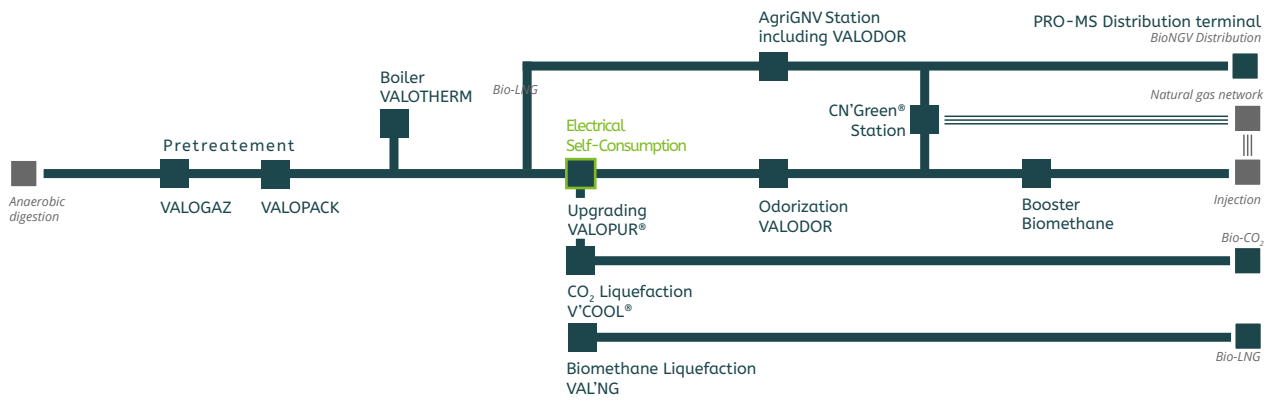 AgriGNV Station
including VALODOR
PRO-MS Distribution terminal
BioNGV Distribution
Boiler
VALOTHERM
Bio-LNG
Natural gas network
CN'Green®
Station
Electrical
Self-Consumption
Pretreatement
Anaerobic
digestion
VALOGAZ
VALOPACK
Upgrading
VALOPUR®
Odorization
VALODOR
Booster
Biomethane
Injection
Bio-CO₂
CO₂ Liquefaction
V'COOL®
Bio-LNG
Biomethane Liquefaction
VAL'NG